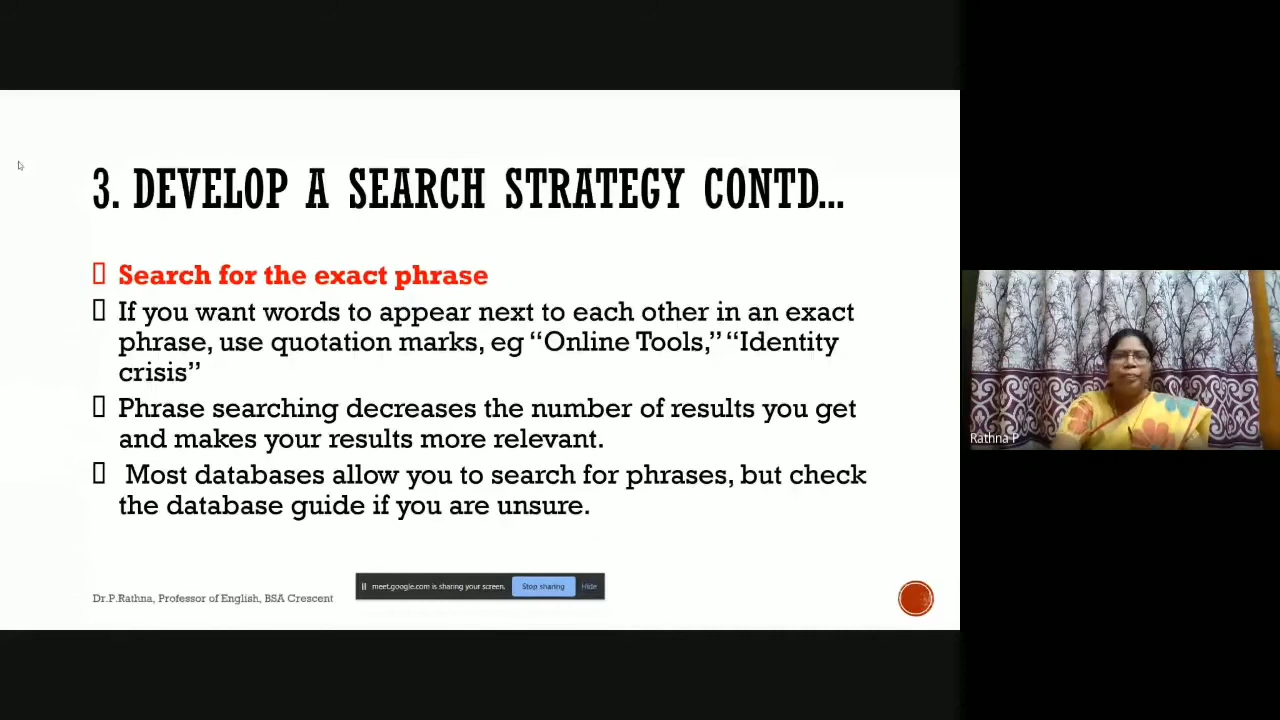 3. DEVELOP A SEARCH STRATEGY CONTD...
Search for the exact phrase
If you want words to appear next to each other in an exact
phrase, use quotation marks, eg “Online Tools,” “Identity
crisis”
Phrase searching decreases the number of results you get
and makes your results more relevant.
Most databases allow you to search for phrases, but check
the database guide if you are unsure.
meet.google.com is sharing your screen. Stop sharing Hide
Dr.P.Rathna, Professor of English, BSA Crescent
Rathna P